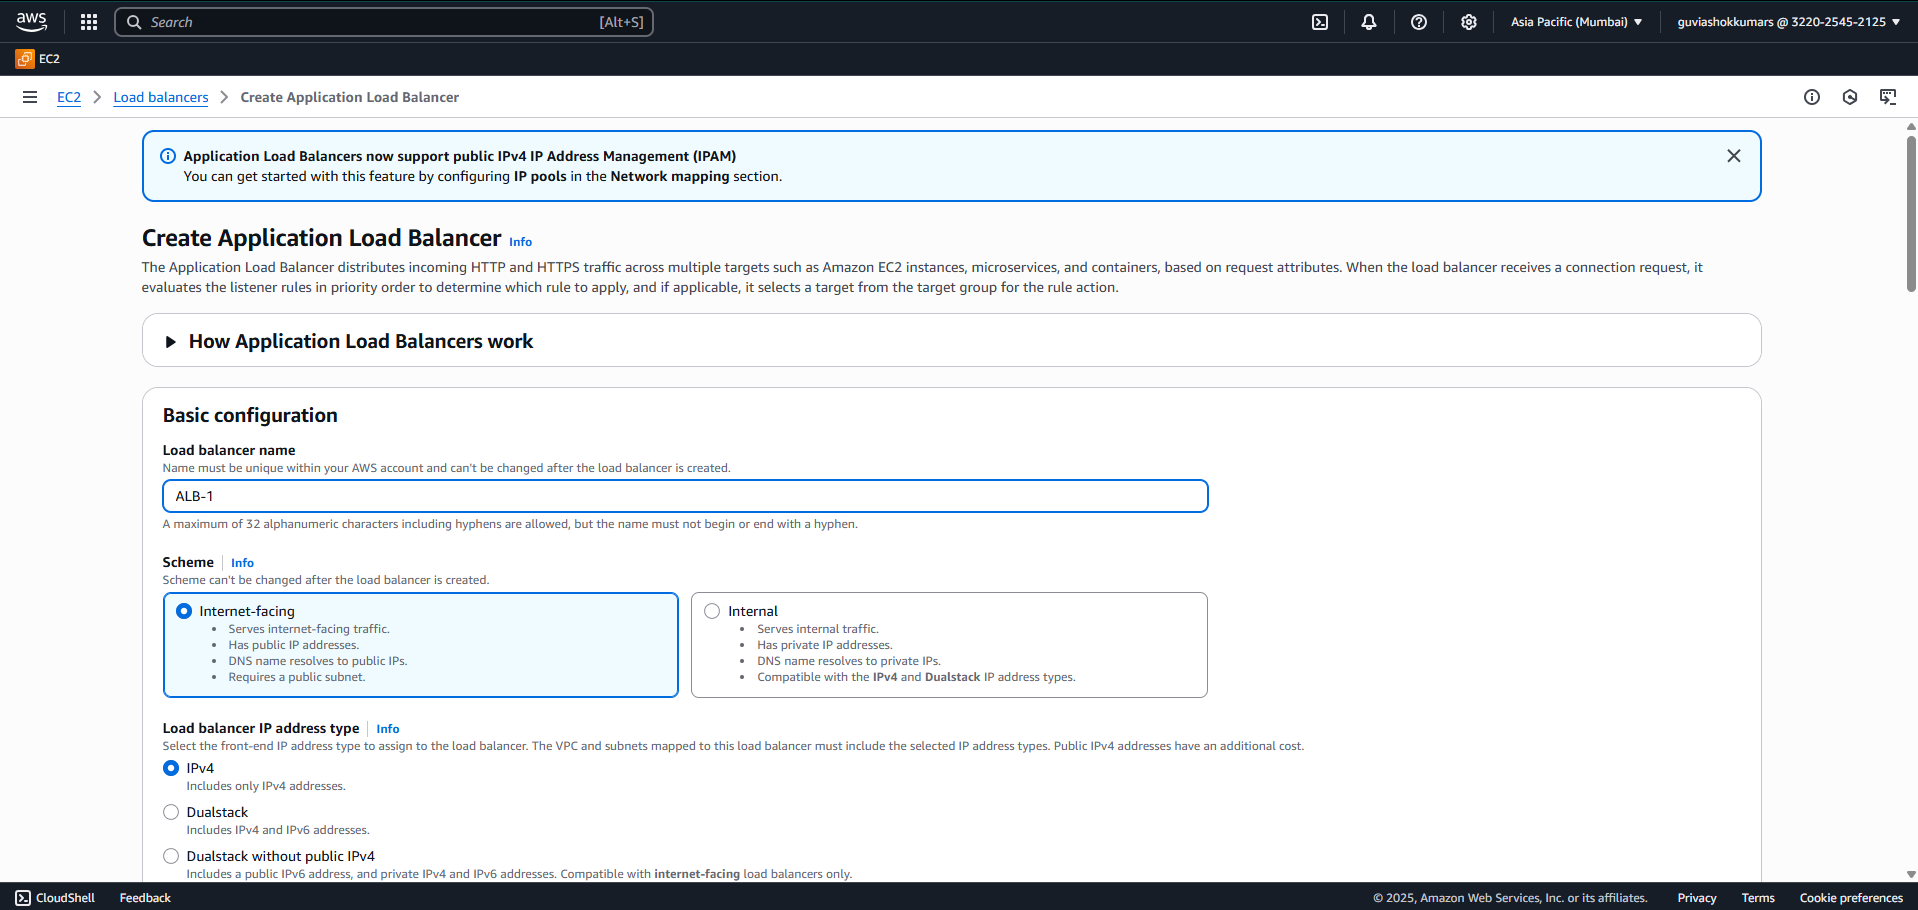 aws
Search [Alt+S]
Asia Pacific (Mumbai)
guviashokkumars @ 3220-2545-2125
EC2
EC2 > Load balancers > Create Application Load Balancer
Application Load Balancers now support public IPv4 IP Address Management (IPAM)
You can get started with this feature by configuring IP pools in the Network mapping section.
Create Application Load Balancer Info
The Application Load Balancer distributes incoming HTTP and HTTPS traffic across multiple targets such as Amazon EC2 instances, microservices, and containers, based on request attributes. When the load balancer receives a connection request, it
evaluates the listener rules in priority order to determine which rule to apply, and if applicable, it selects a target from the target group for the rule action.
How Application Load Balancers work
Basic configuration
Load balancer name
Name must be unique within your AWS account and can't be changed after the load balancer is created.
ALB-1
A maximum of 32 alphanumeric characters including hyphens are allowed, but the name must not begin or end with a hyphen.
Scheme Info
Scheme can't be changed after the load balancer is created.
Internet-facing
• Serves internet-facing traffic.
• Has public IP addresses.
• DNS name resolves to public IPs.
• Requires a public subnet.
Internal
• Serves internal traffic.
• Has private IP addresses.
• DNS name resolves to private IPs.
• Compatible with the IPv4 and Dualstack IP address types.
Load balancer IP address type Info
Select the front-end IP address type to assign to the load balancer. The VPC and subnets mapped to this load balancer must include the selected IP address types. Public IPv4 addresses have an additional cost.
IPv4
Includes only IPv4 addresses.
Dualstack
Includes IPv4 and IPv6 addresses.
Dualstack without public IPv4
Includes a public IPv6 address, and private IPv4 and IPv6 addresses. Compatible with internet-facing load balancers only.
CloudShell Feedback
© 2025, Amazon Web Services, Inc. or its affiliates. Privacy Terms Cookie preferences